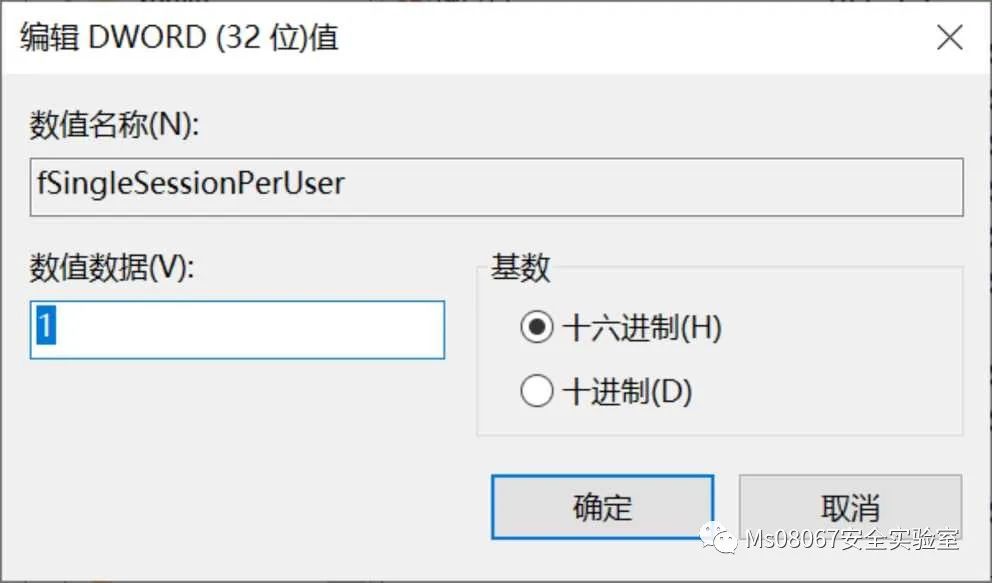 编辑 DWORD (32 位)值
数值名称(N):
fSingleSessionPerUser
数值数据(V):
1
基数
十六进制(H)
十进制(D)
确定
取消
Ms08067安全实验室